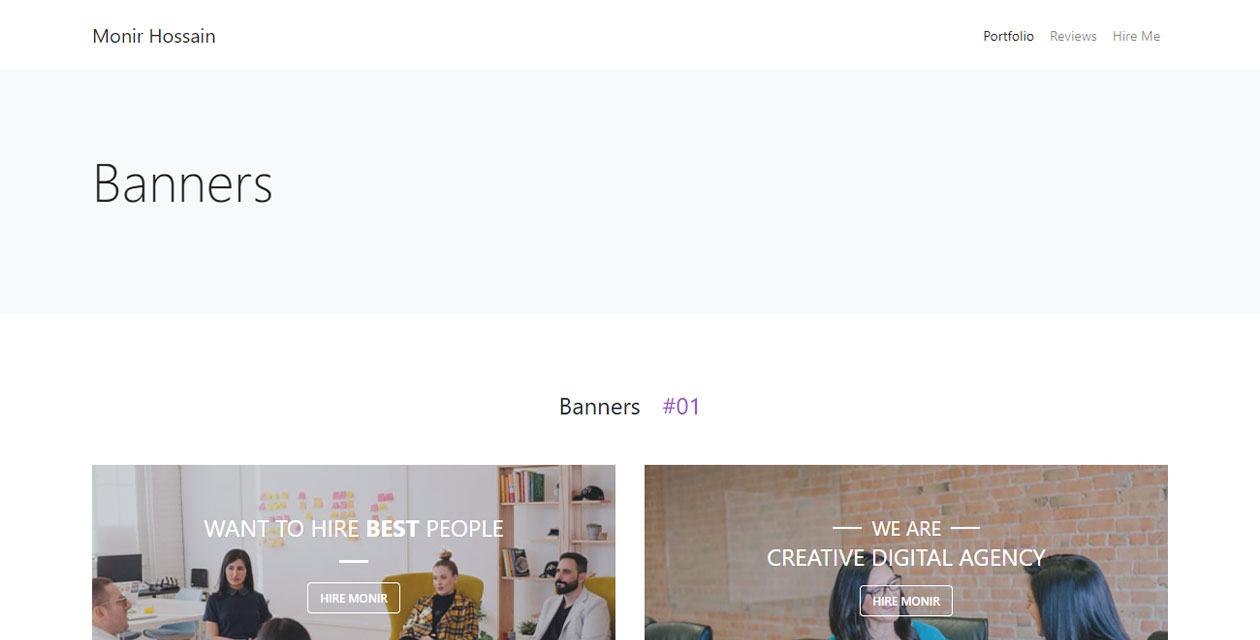 Monir Hossain
Portfolio Reviews Hire Me
Banners
Banners #01
WANT TO HIRE BEST PEOPLE
HIRE MONIR
WE ARE
CREATIVE DIGITAL AGENCY
HIRE MONIR